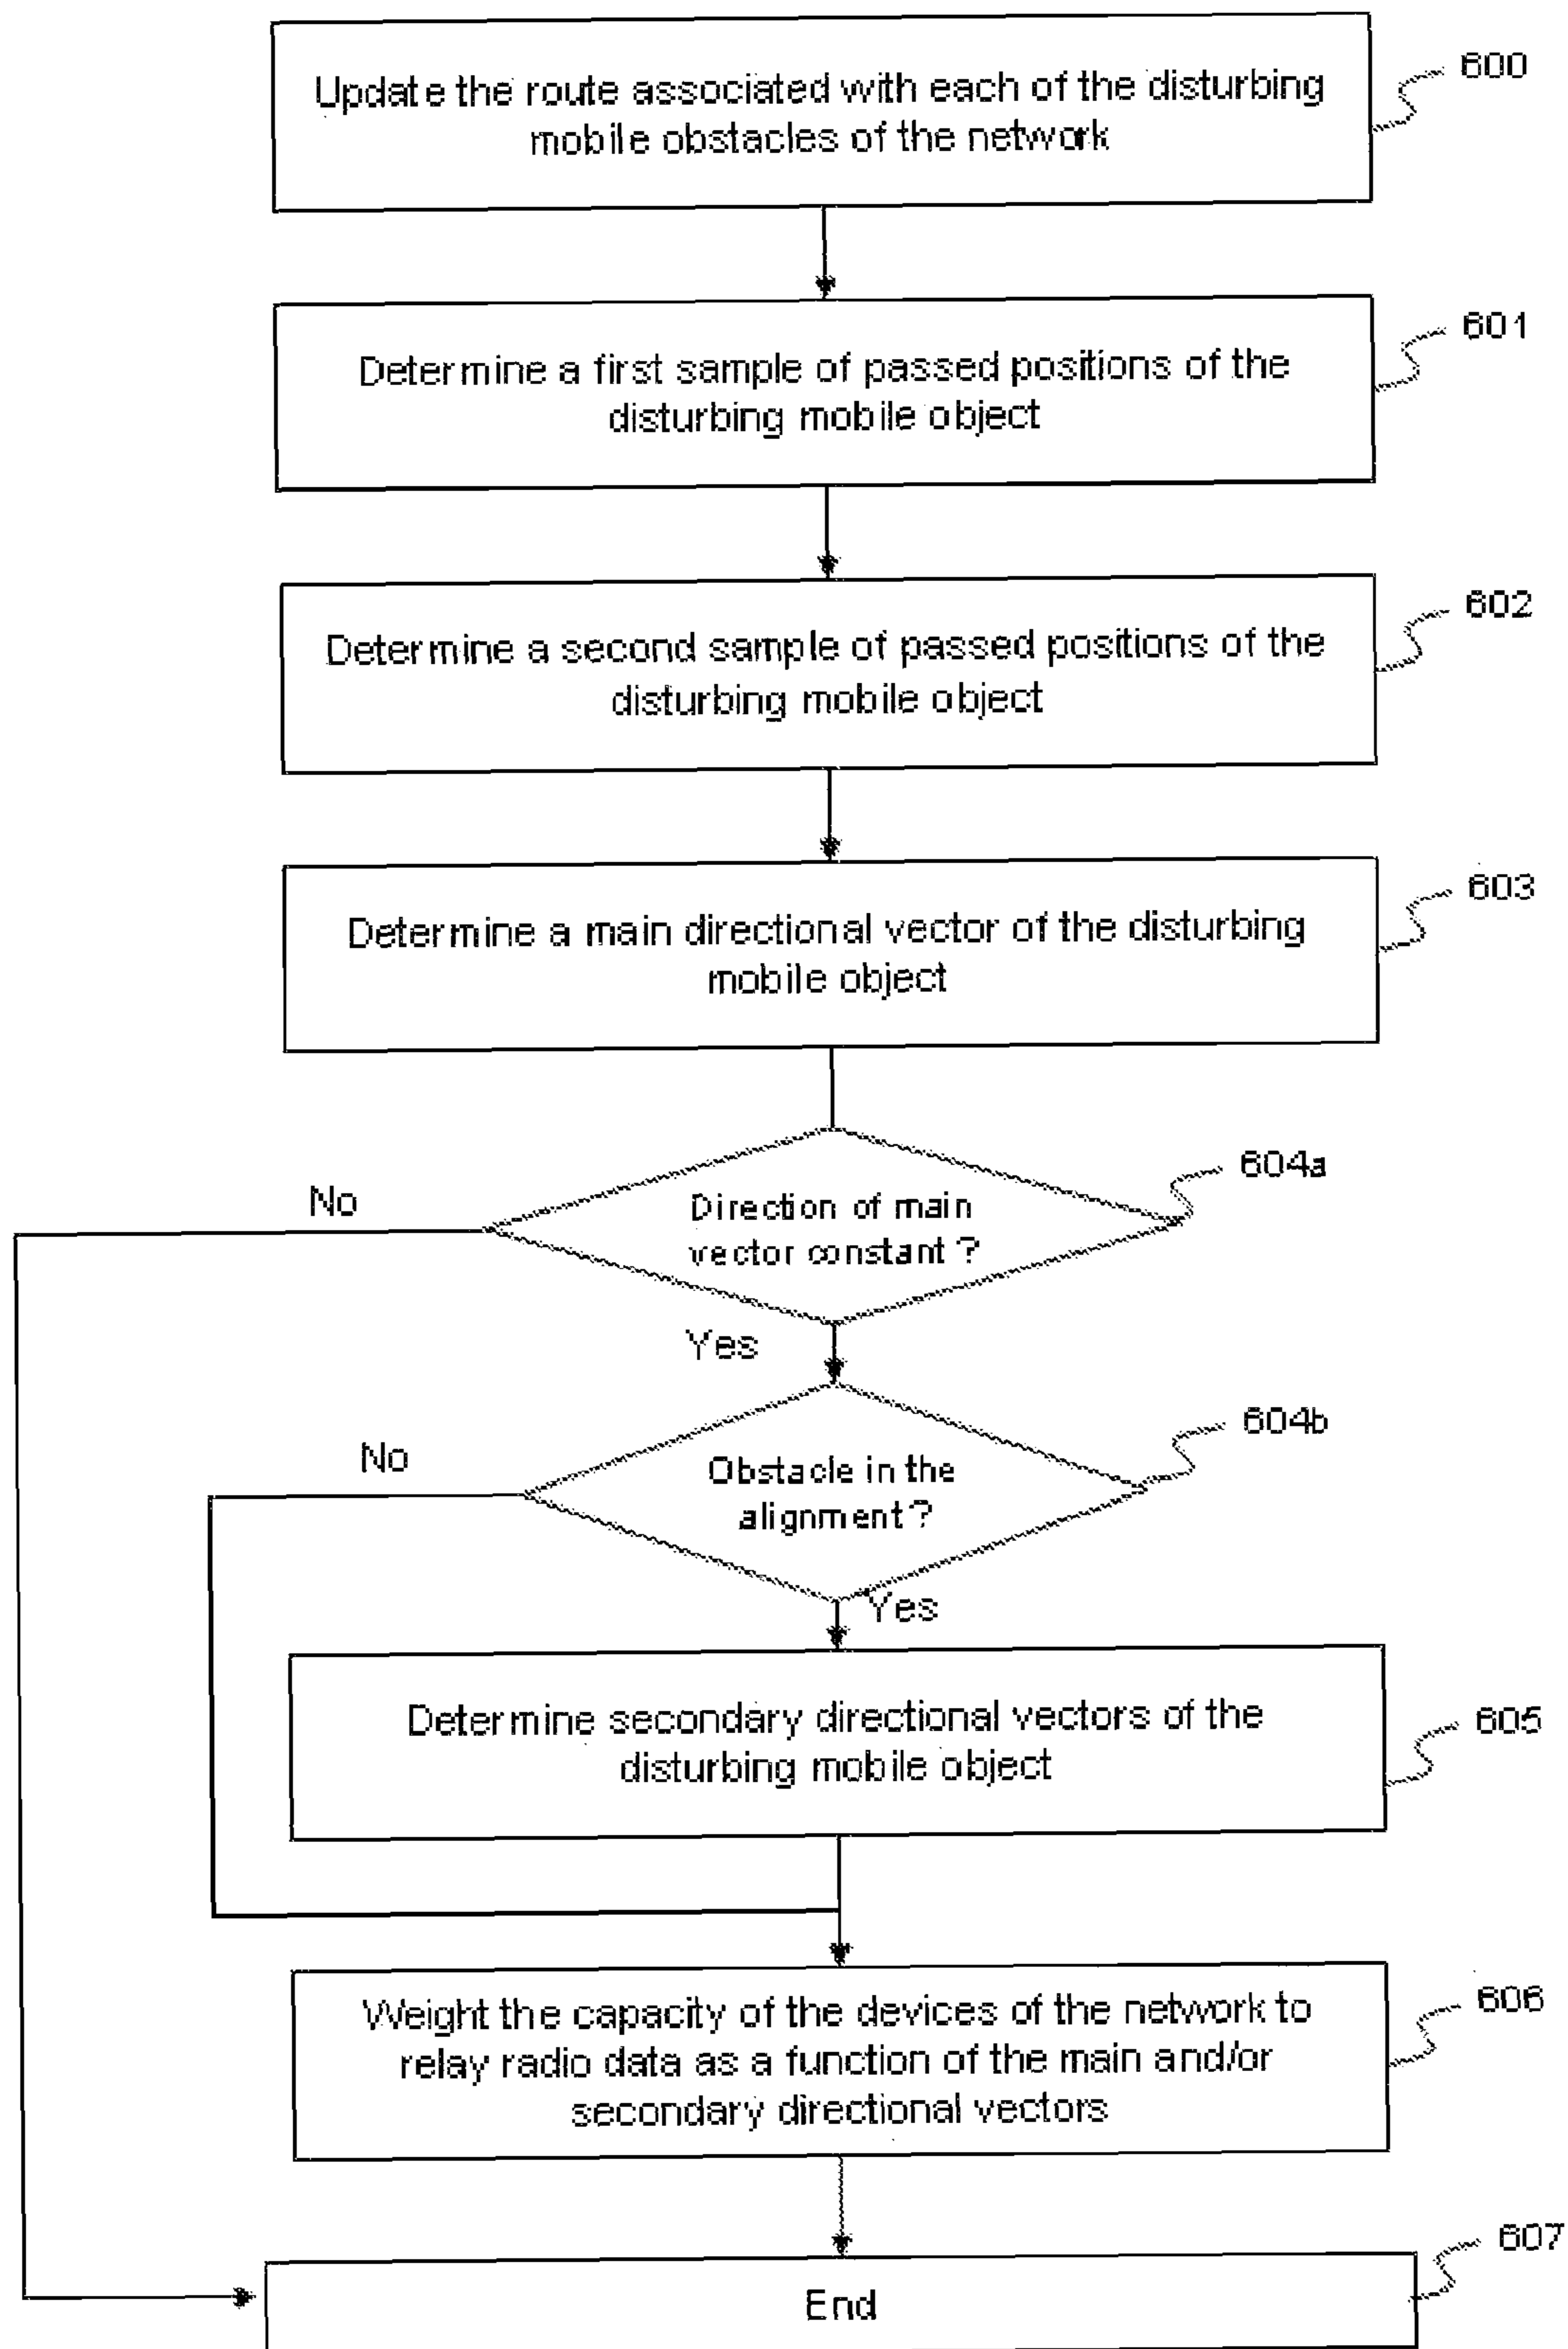 Update the route associated with each of the disturbing
mobile obstacles of the network
600
Determine a first sample of passed positions of the
disturbing mobile object
601
Determine a second sample of passed positions of the
disturbing mobile object
602
Determine a main directional vector of the disturbing
mobile object
603
Direction of main
vector constant ?
604a
No
Yes
Obstacle in the
alignment ?
604b
No
Yes
Determine secondary directional vectors of the
disturbing mobile object
605
Weight the capacity of the devices of the network to
relay radio data as a function of the main and/or
secondary directional vectors
606
End
607